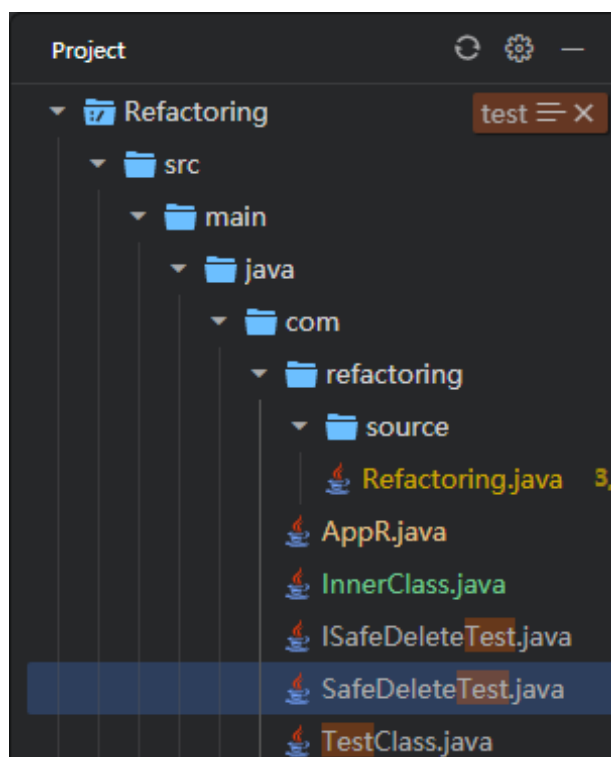 Project
Refactoring test
src
main
java
com
refactoring
source
Refactoring.java 3,
AppR.java
InnerClass.java
ISafeDeleteTest.java
SafeDeleteTest.java
TestClass.java